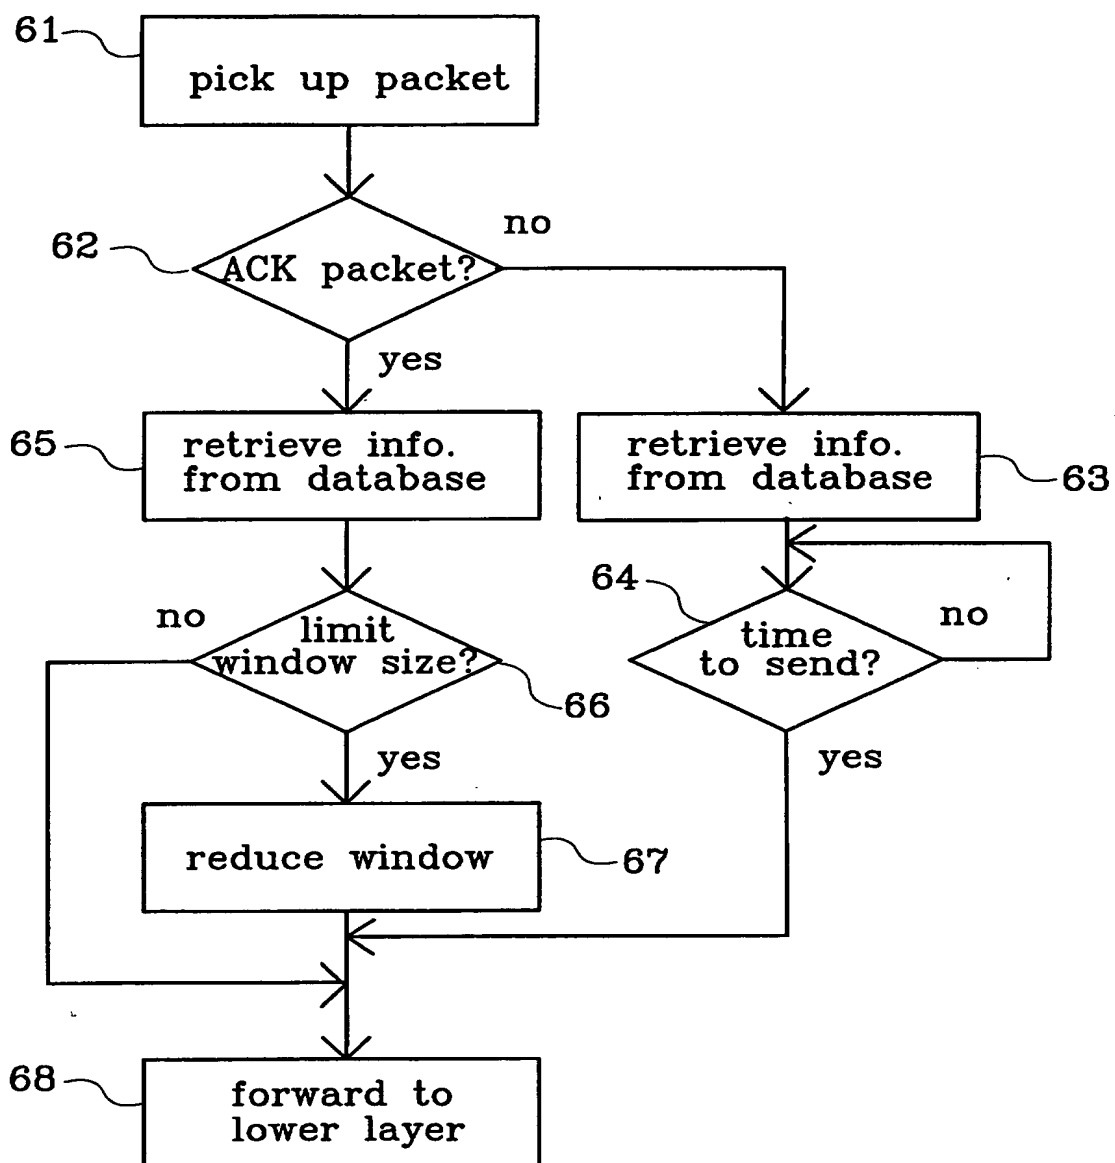 61
pick up packet
62
ACK packet?
no
yes
65
retrieve info.
from database
retrieve info.
from database
63
64
time
to send?
no
yes
no
limit
window size?
66
yes
reduce window
67
68
forward to
lower layer